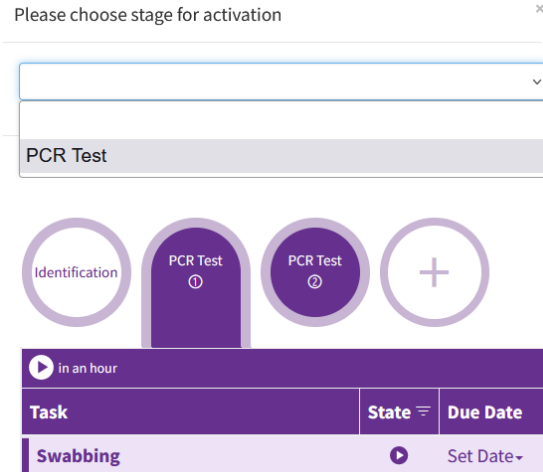 Please choose stage for activation
×
PCR Test
Identification
PCR Test
①
PCR Test
②
+
in an hour
Task State Due Date
Swabbing Set Date